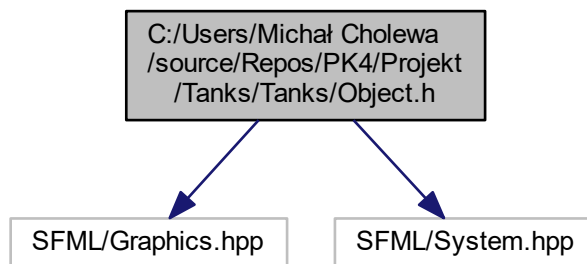 C:/Users/Michał Cholewa
/source/Repos/PK4/Projekt
/Tanks/Tanks/Object.h
SFML/Graphics.hpp
SFML/System.hpp